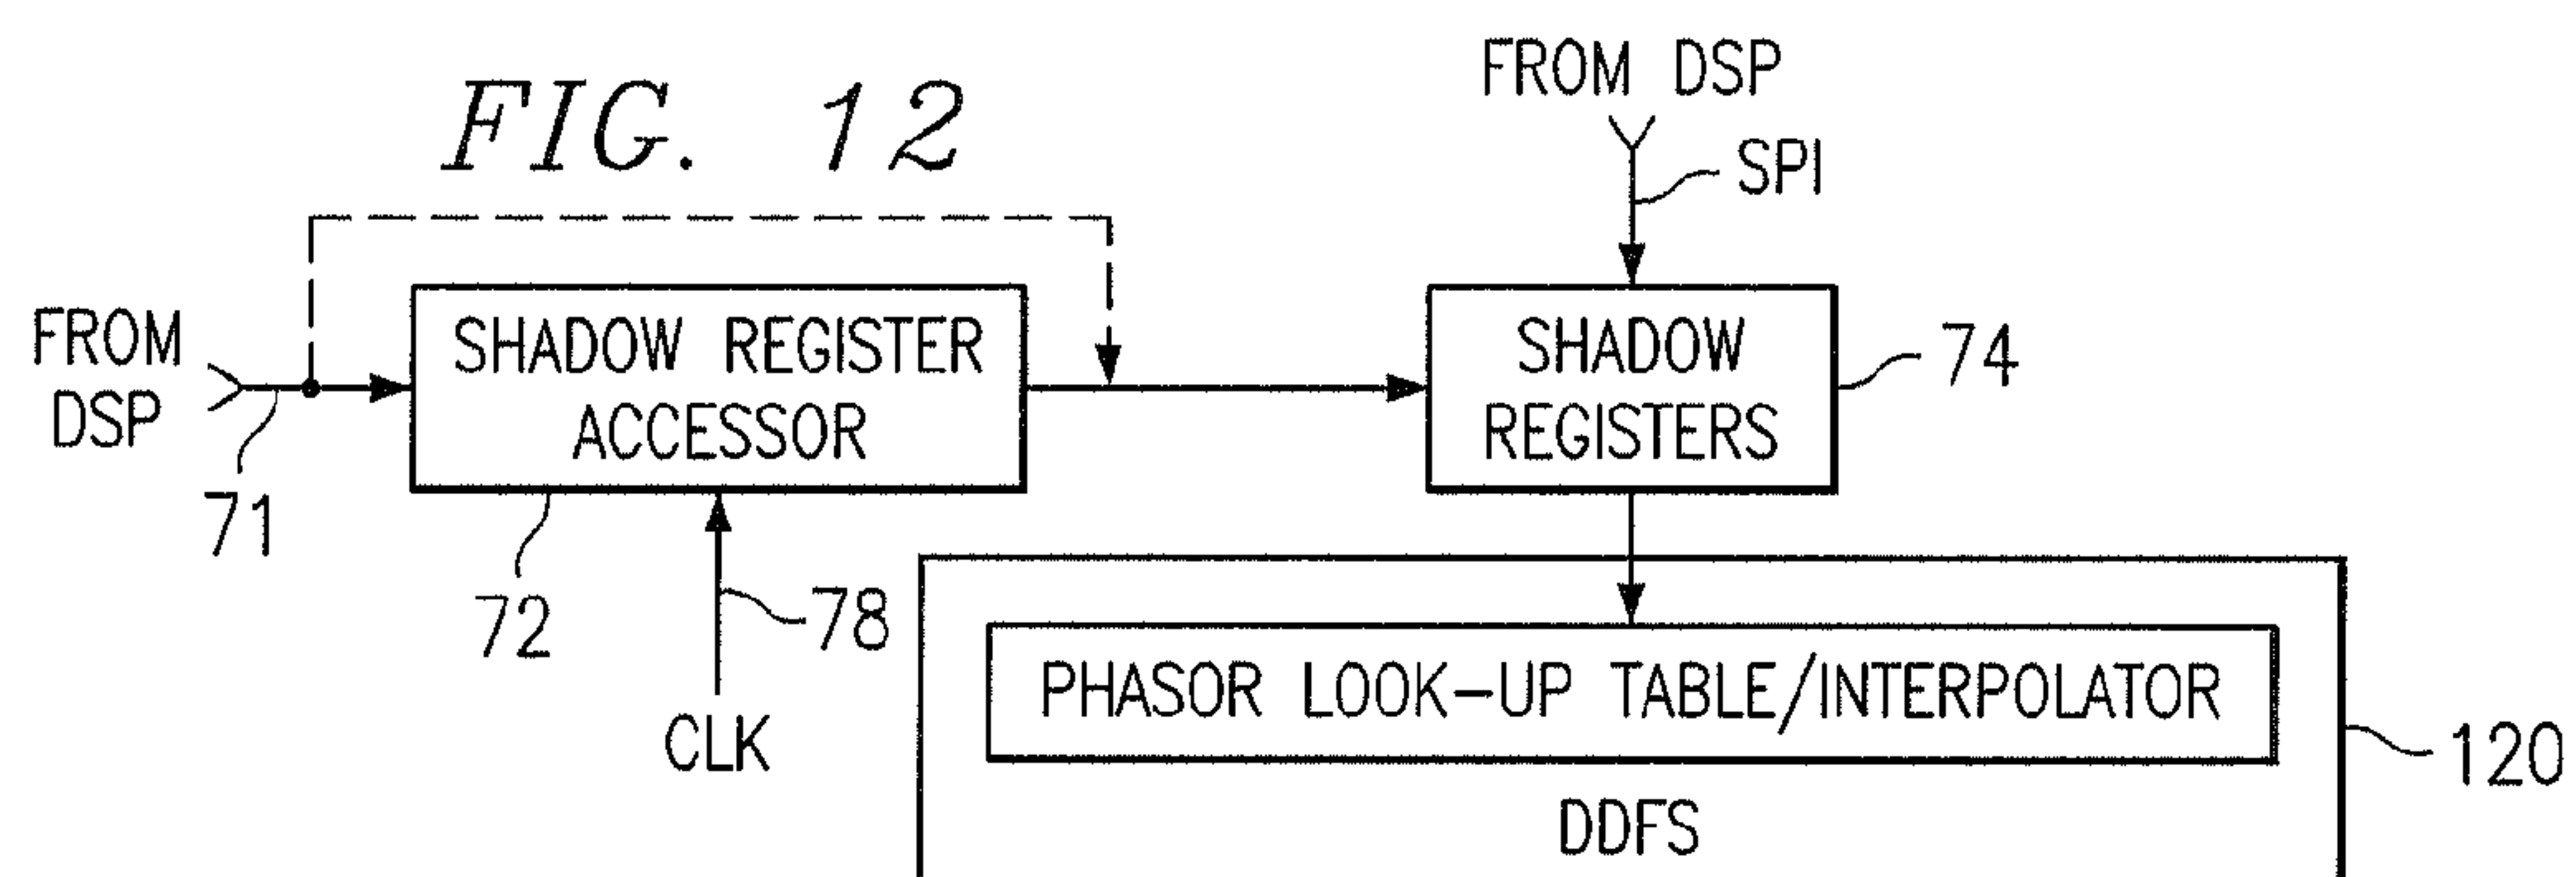 FIG. 12
FROM DSP
SPI
FROM
DSP
71
SHADOW REGISTER
ACCESSOR
72
78
CLK
SHADOW
REGISTERS
74
PHASOR LOOK-UP TABLE/INTERPOLATOR
120
DDFS